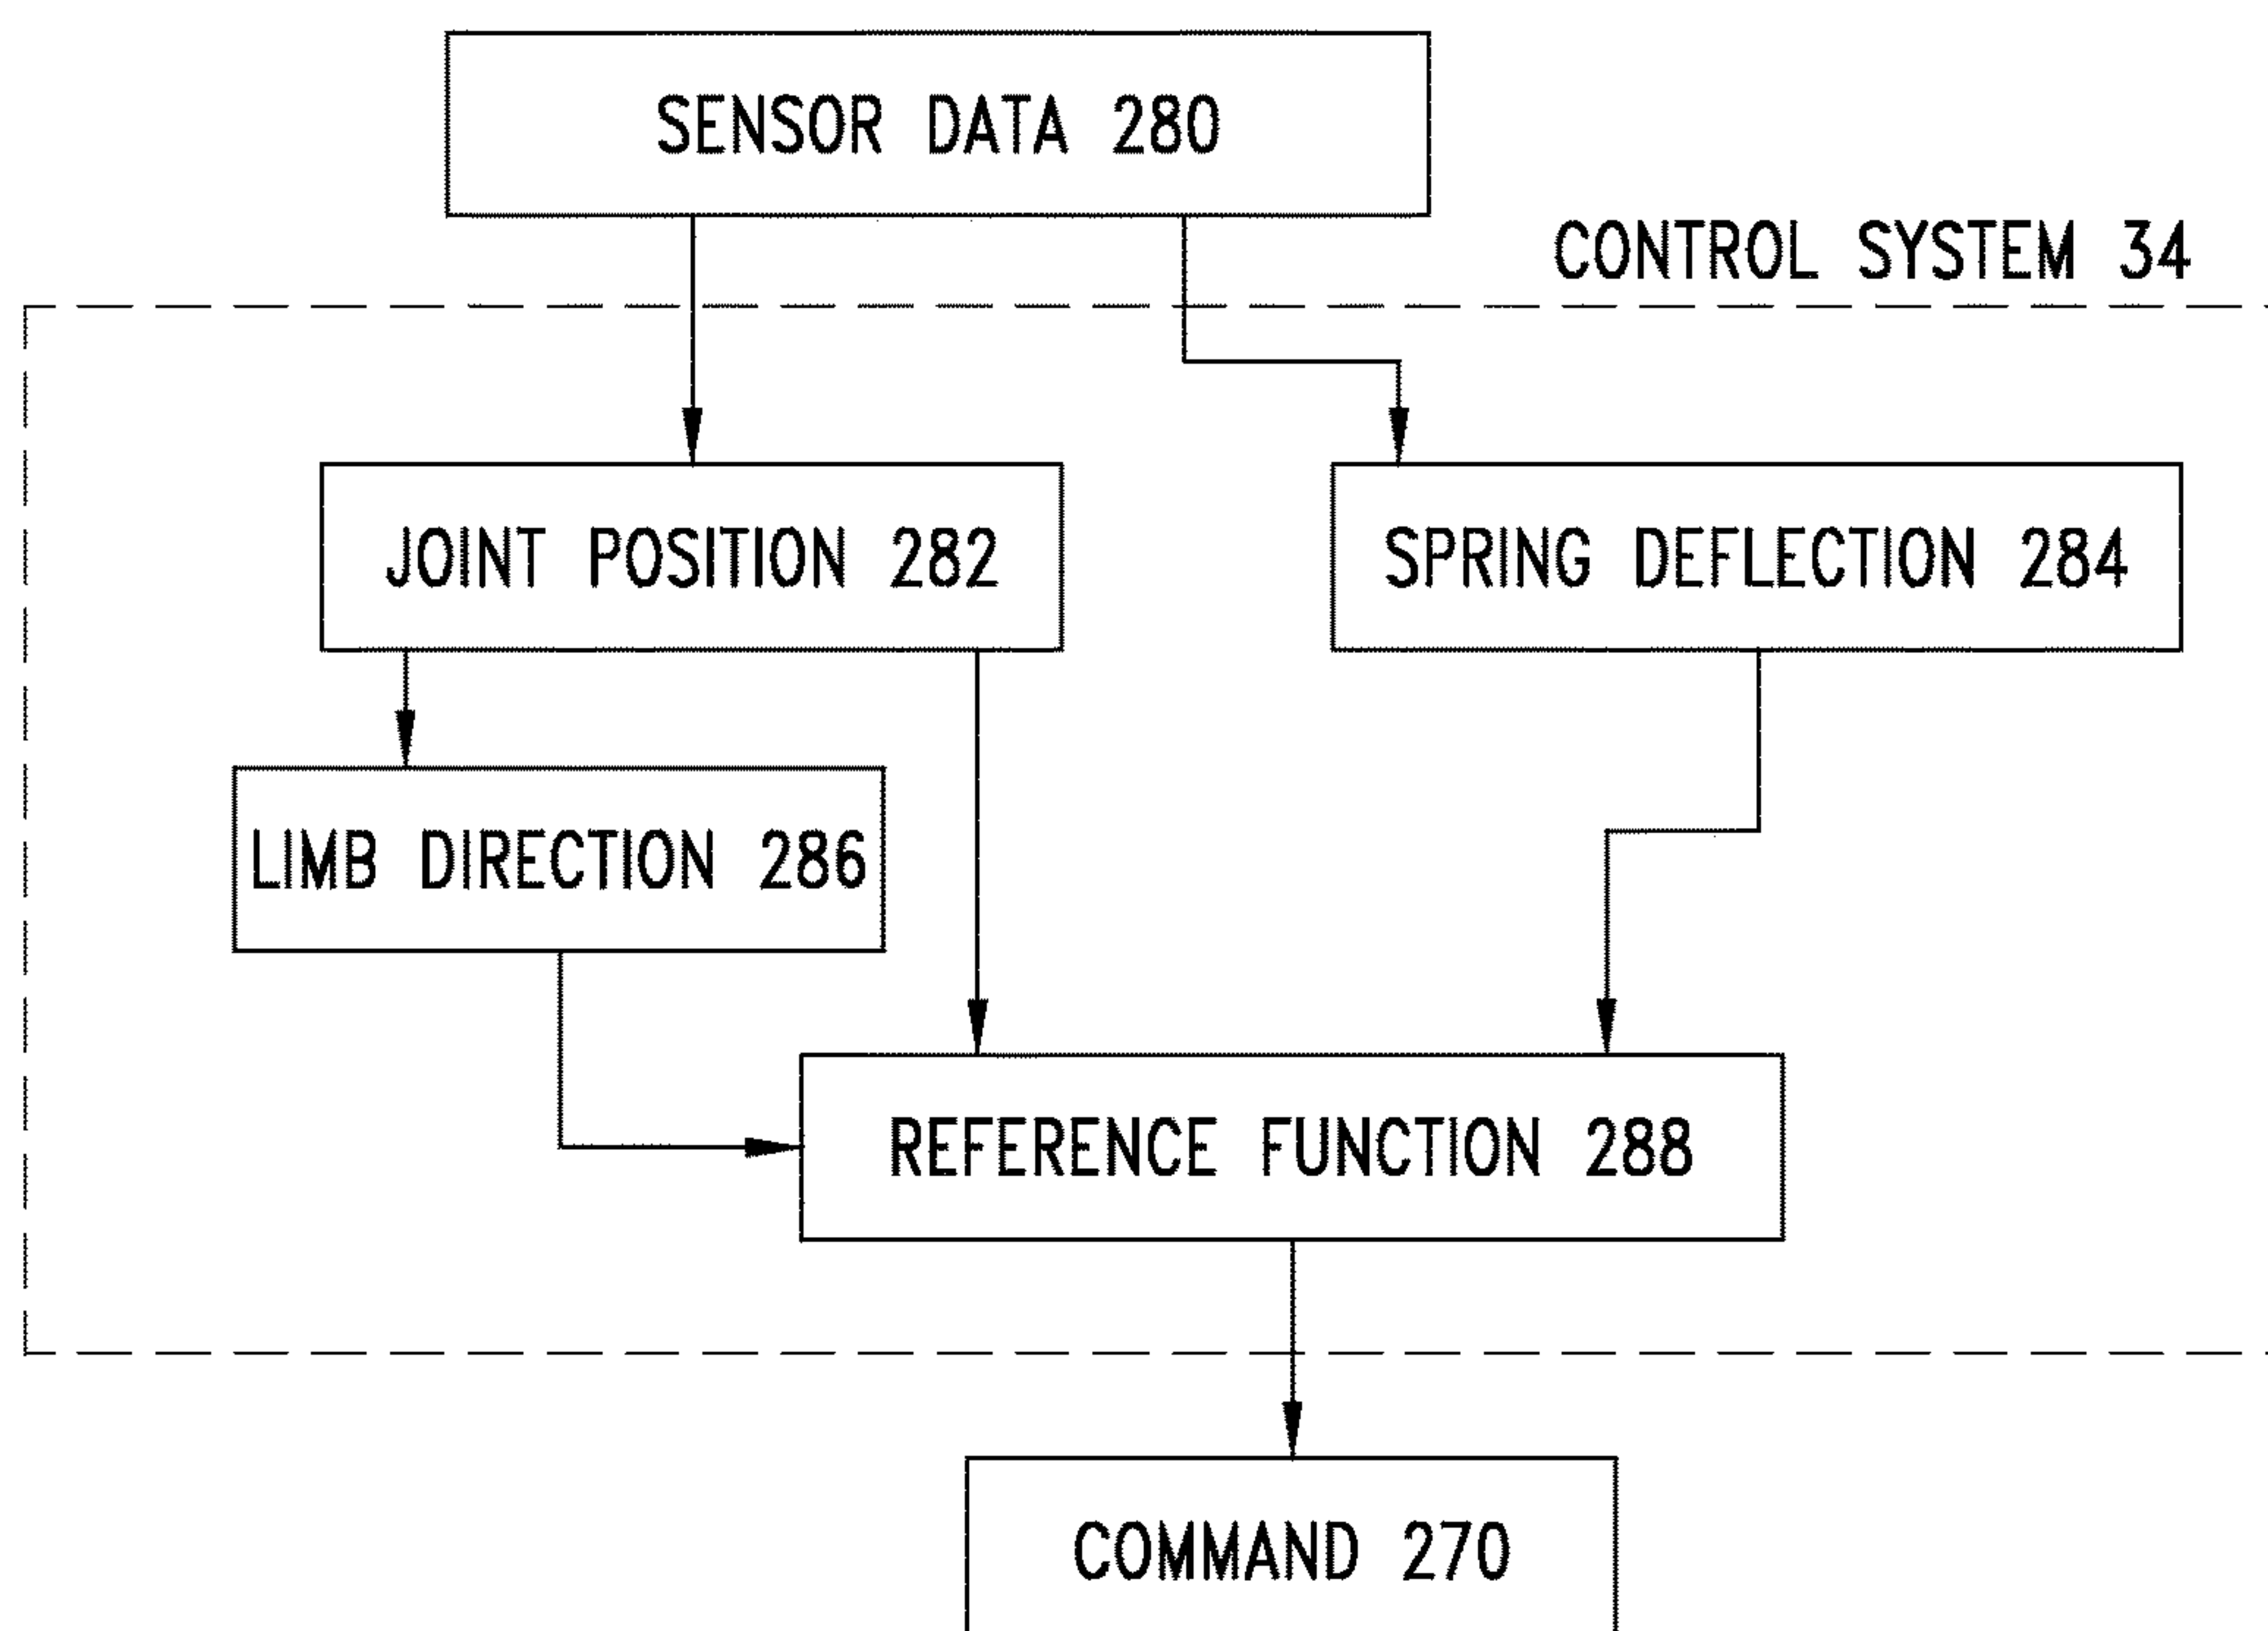 SENSOR DATA 280
CONTROL SYSTEM 34
JOINT POSITION 282
SPRING DEFLECTION 284
LIMB DIRECTION 286
REFERENCE FUNCTION 288
COMMAND 270